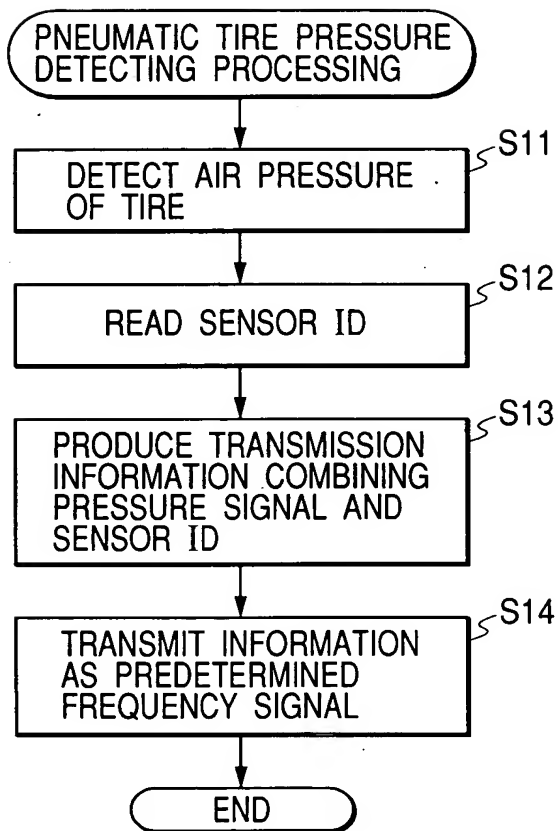 PNEUMATIC TIRE PRESSURE
DETECTING PROCESSING
S11
DETECT AIR PRESSURE
OF TIRE
S12
READ SENSOR ID
S13
PRODUCE TRANSMISSION
INFORMATION COMBINING
PRESSURE SIGNAL AND
SENSOR ID
S14
TRANSMIT INFORMATION
AS PREDETERMINED
FREQUENCY SIGNAL
END